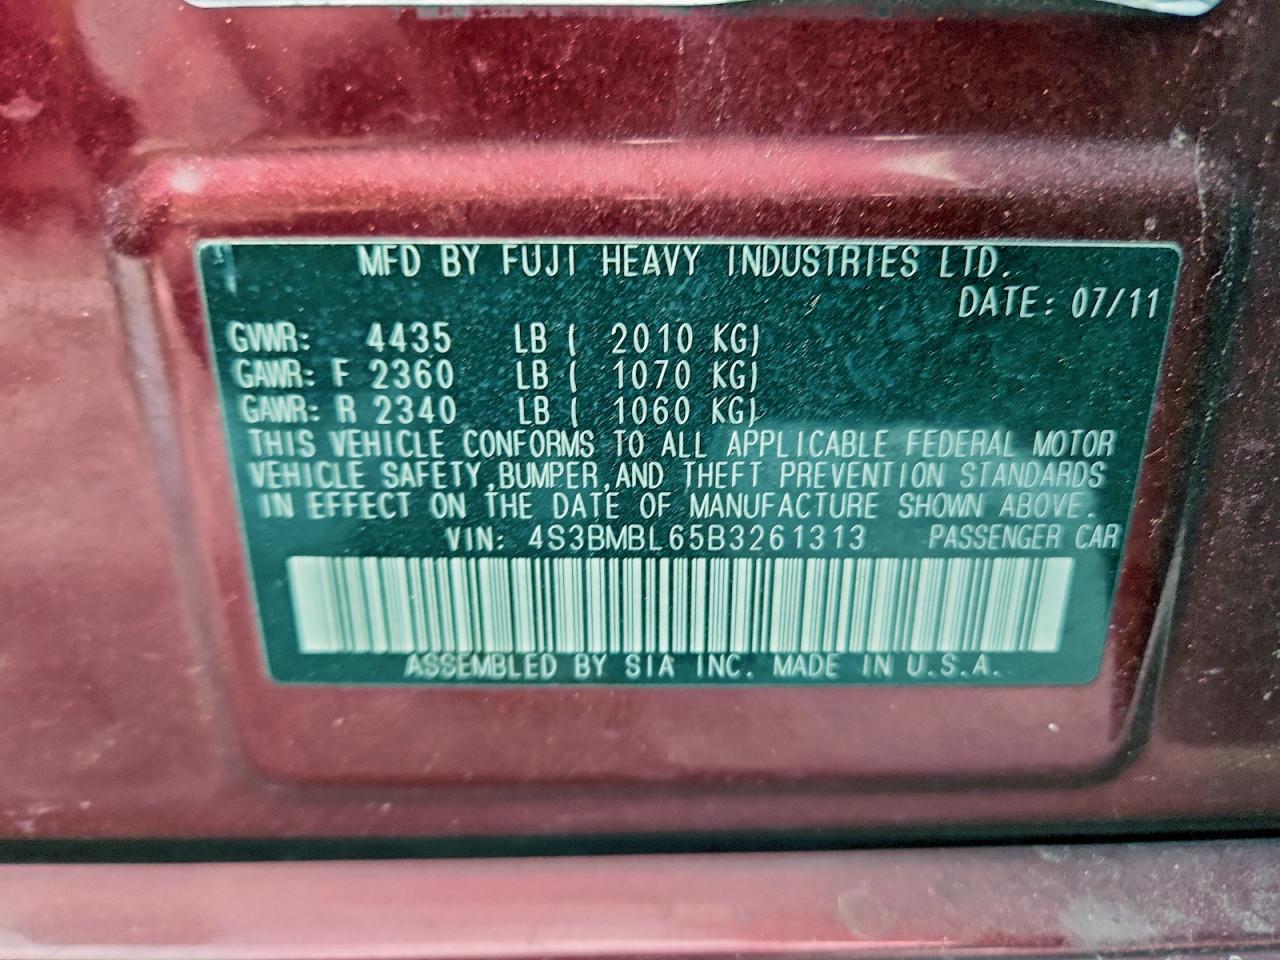 MFD BY FUJI HEAVY INDUSTRIES LTD.
DATE: 07/11
GVWR: 4435 LB ( 2010 KG)
GAWR: F 2360 LB ( 1070 KG)
GAWR: R 2340 LB ( 1060 KG)
THIS VEHICLE CONFORMS TO ALL APPLICABLE FEDERAL MOTOR
VEHICLE SAFETY,BUMPER,AND THEFT PREVENTION STANDARDS
IN EFFECT ON THE DATE OF MANUFACTURE SHOWN ABOVE.
VIN: 4S3BMBL65B3261313 PASSENGER CAR
ASSEMBLED BY SIA INC. MADE IN U.S.A.